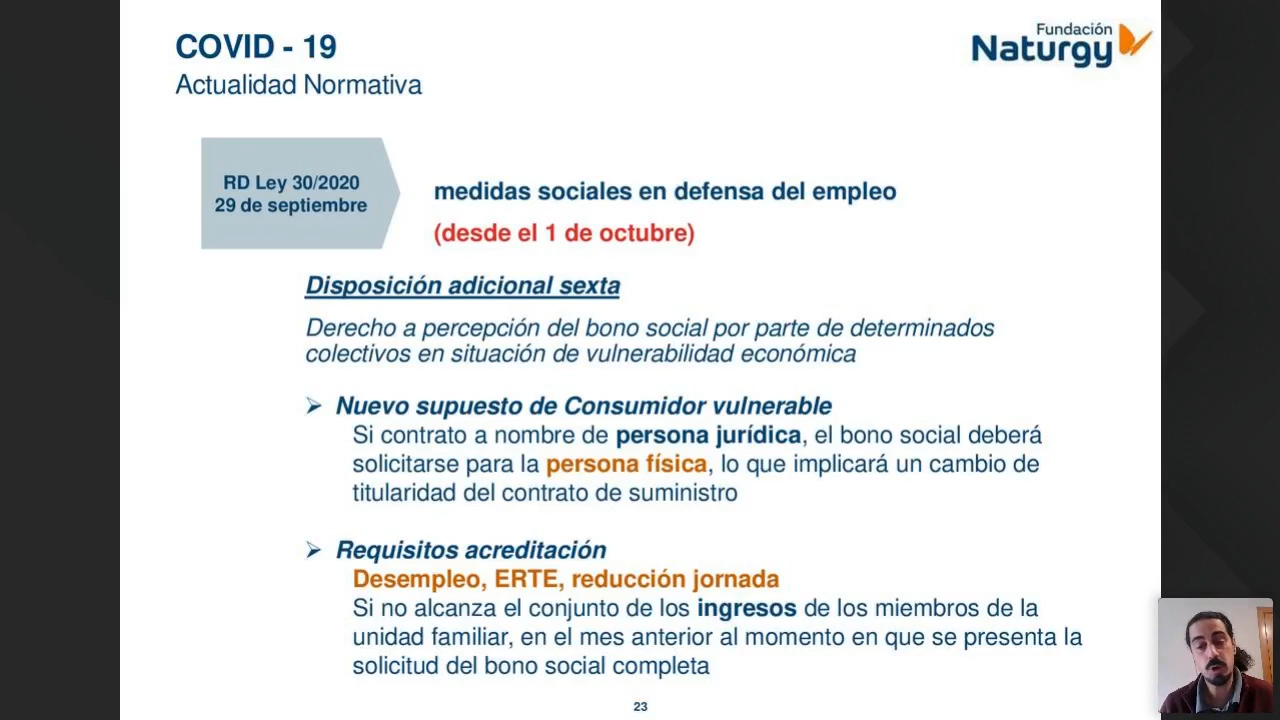 COVID - 19
Actualidad Normativa
Fundación
Naturgy
RD Ley 30/2020
29 de septiembre
medidas sociales en defensa del empleo
(desde el 1 de octubre)
Disposición adicional sexta
Derecho a percepción del bono social por parte de determinados
colectivos en situación de vulnerabilidad económica
➢ Nuevo supuesto de Consumidor vulnerable
Si contrato a nombre de persona jurídica, el bono social deberá
solicitarse para la persona física, lo que implicará un cambio de
titularidad del contrato de suministro
➢ Requisitos acreditación
Desempleo, ERTE, reducción jornada
Si no alcanza el conjunto de los ingresos de los miembros de la
unidad familiar, en el mes anterior al momento en que se presenta la
solicitud del bono social completa
23